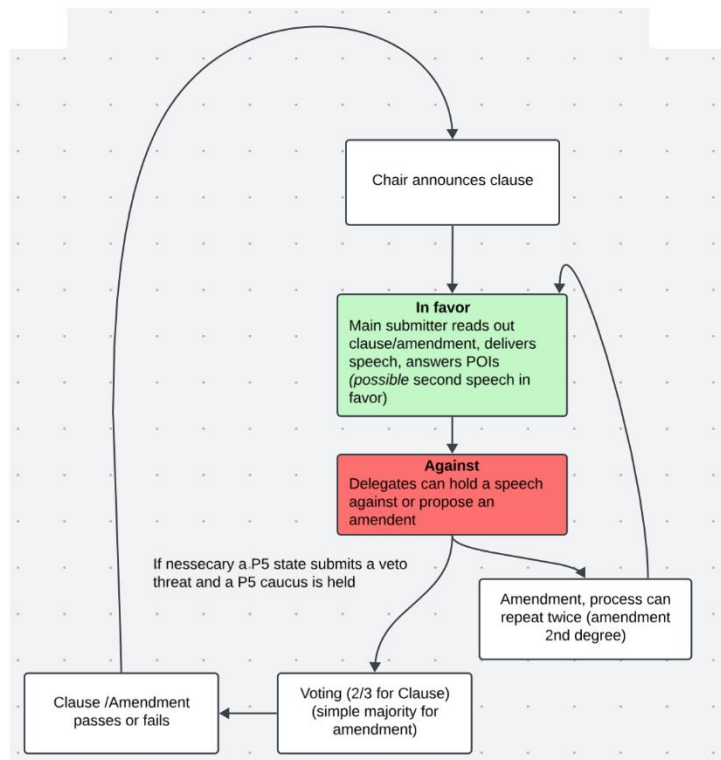 Chair announces clause
In favor
Main submitter reads out
clause/amendment, delivers
speech, answers POIs
(possible second speech in
favor)
Against
Delegates can hold a speech
against or propose an
amendent
If nessecary a P5 state submits a veto
threat and a P5 caucus is held
Amendment, process can
repeat twice (amendment
2nd degree)
Voting (2/3 for Clause)
(simple majority for
amendment)
Clause /Amendment
passes or fails